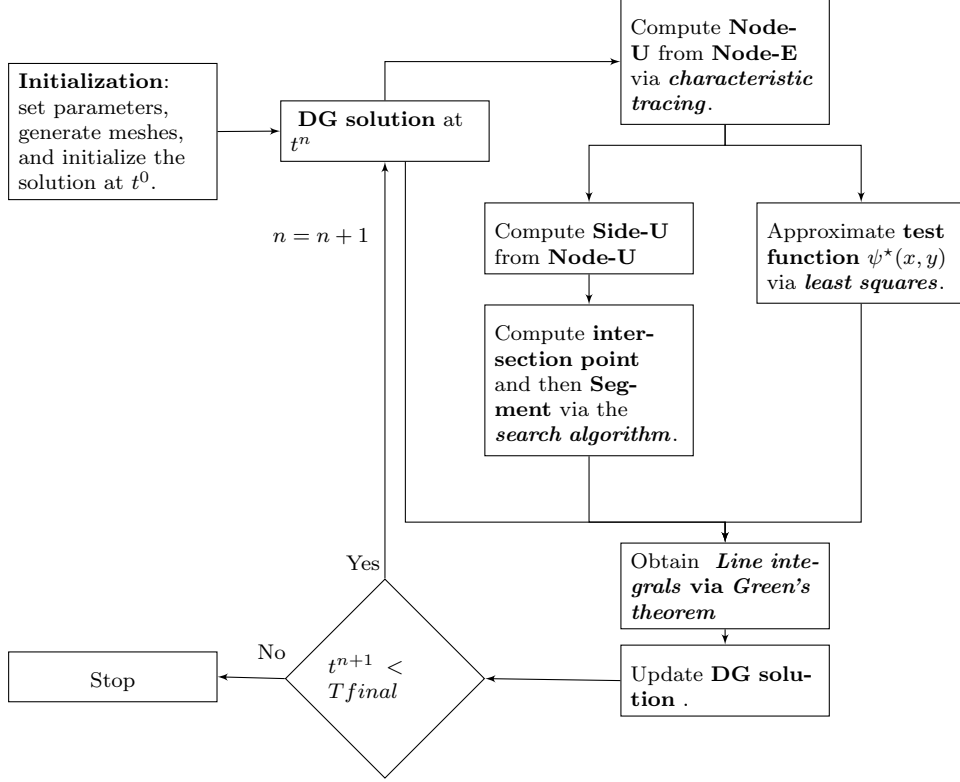 Initialization:
set parameters,
generate meshes,
and initialize the
solution at t⁰.
DG solution at
tⁿ
Compute Node-
U from Node-E
via characteristic
tracing.
Compute Side-U
from Node-U
Approximate test
function ψ⋆(x, y)
via least squares.
n = n + 1
Compute inter-
section point
and then Seg-
ment via the
search algorithm.
Obtain Line inte-
grals via Green's
theorem
Yes
No
tⁿ⁺¹ <
Tfinal
Stop
Update DG solu-
tion .